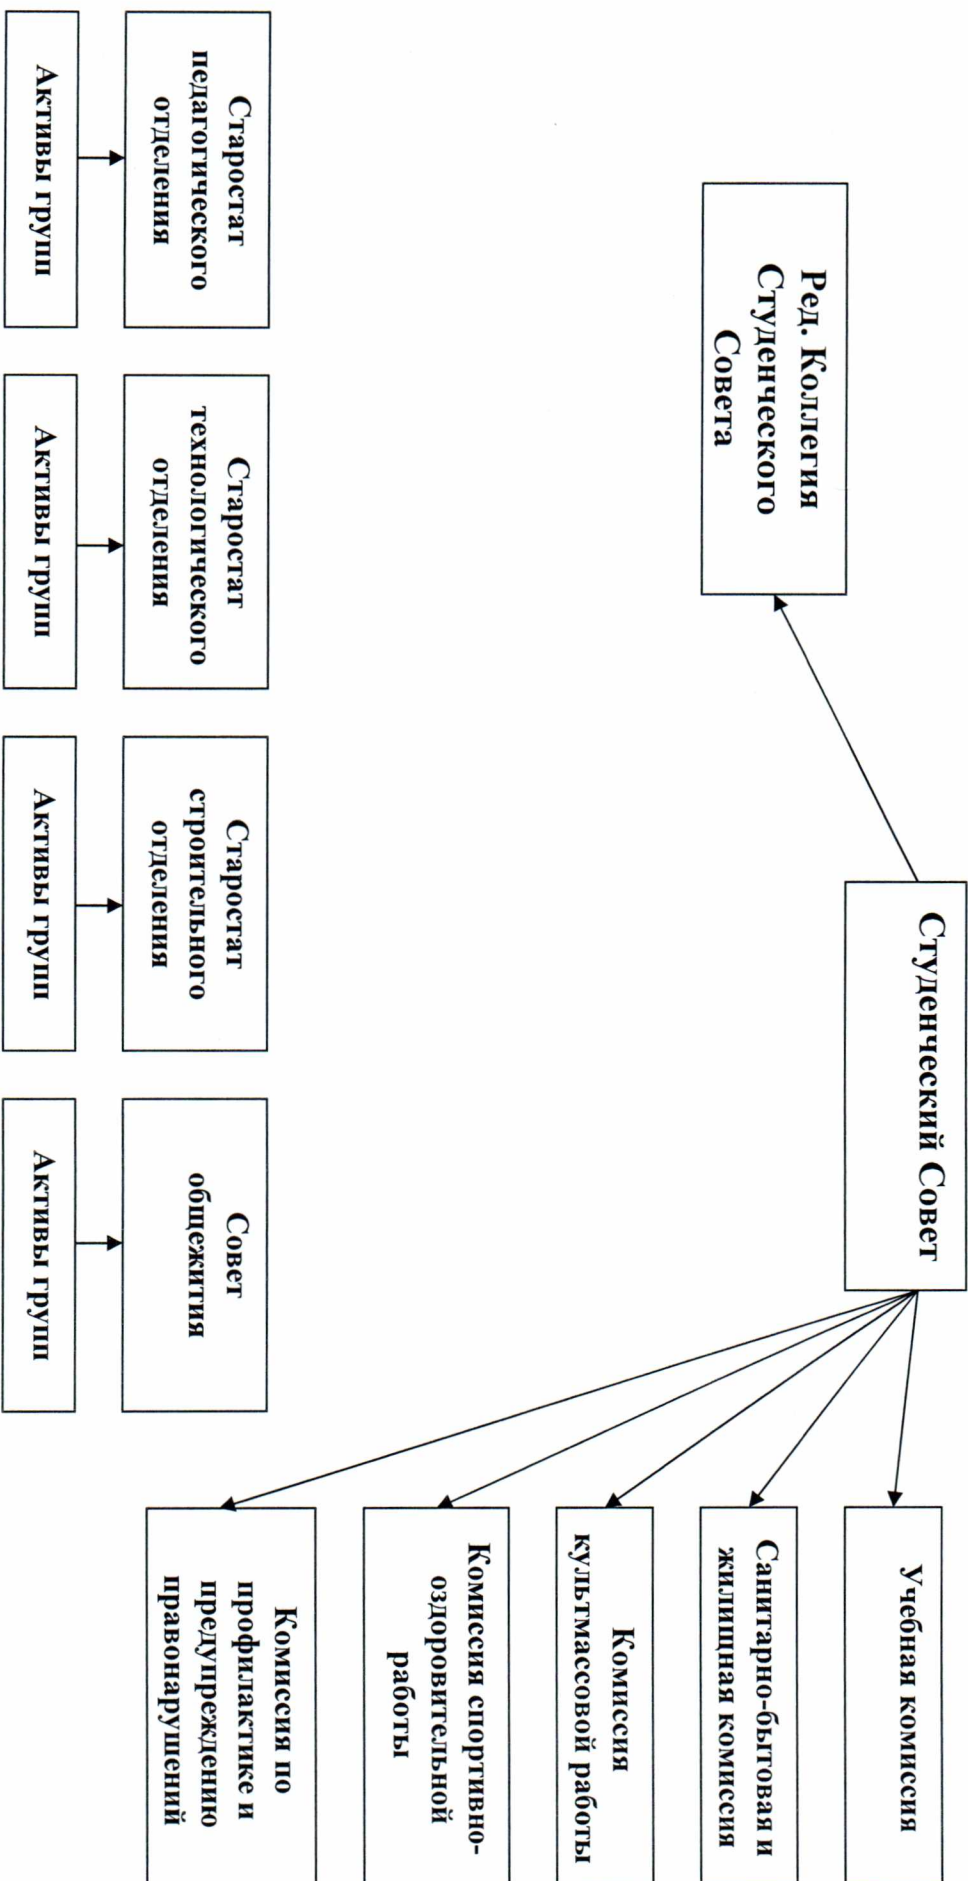 Студенческий Совет
Ред. Коллегия
Студенческого
Совета
Учебная комиссия
Санитарно-бытовая и
жилищная комиссия
Комиссия
культмассовой работы
Комиссия спортивно-
оздоровительной
работы
Комиссия по
профилактике и
предупреждению
правонарушений
Старостат
педагогического
отделения
Старостат
технологического
отделения
Старостат
строительного
отделения
Совет
общежития
Активы групп
Активы групп
Активы групп
Активы групп